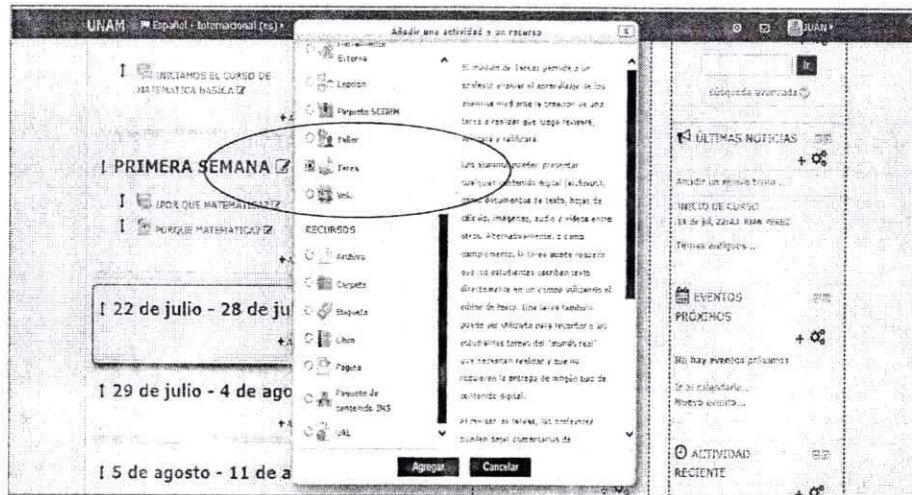 UNAM Español - Internacional (es)
JUAN
INICIAMOS EL CURSO DE
MATEMATICA BASICA
PRIMERA SEMANA
¿POR QUE MATEMATICAS?
PORQUE MATEMATICA?
22 de julio - 28 de ju
29 de julio - 4 de ago
5 de agosto - 11 de a
Añadir una actividad o un recurso
Externa
Lección
Paquete SCORM
Taller
Tarea
Wiki
RECURSOS
Archivo
Carpeta
Etiqueta
Libro
Página
Paquete de
contenido IMS
URL
El módulo de Tareas permite a un
profesor evaluar el aprendizaje de los
alumnos mediante la creación de una
tarea a realizar que luego revisará,
valorará y calificará.
Los alumnos pueden presentar
cualquier contenido digital (archivos),
como documentos de texto, hojas de
cálculo, imágenes, audio y vídeos entre
otros. Alternativamente, o como
complemento, la tarea puede requerir
que los estudiantes escriban texto
directamente en un campo utilizando el
editor de texto. Una tarea también
puede ser utilizada para recordar a los
estudiantes tareas del "mundo real"
que necesitan realizar y que no
requieren la entrega de ningún tipo de
contenido digital.
Al revisar las tareas, los profesores
pueden dejar comentarios de
Agregar Cancelar
Ir
Búsqueda avanzada
ÚLTIMAS NOTICIAS
Añadir un nuevo tema...
INICIO DE CURSO
Temas antiguos ...
EVENTOS
PRÓXIMOS
No hay eventos próximos
Ir al calendario...
Nuevo evento...
ACTIVIDAD
RECIENTE